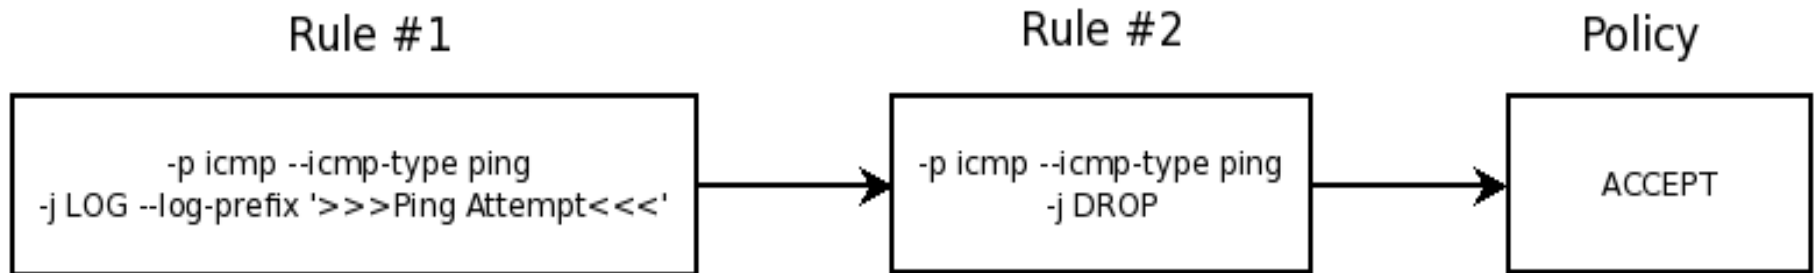 Rule #1
-p icmp --icmp-type ping
-j LOG --log-prefix '>>>Ping Attempt<<<'
Rule #2
-p icmp --icmp-type ping
-j DROP
Policy
ACCEPT